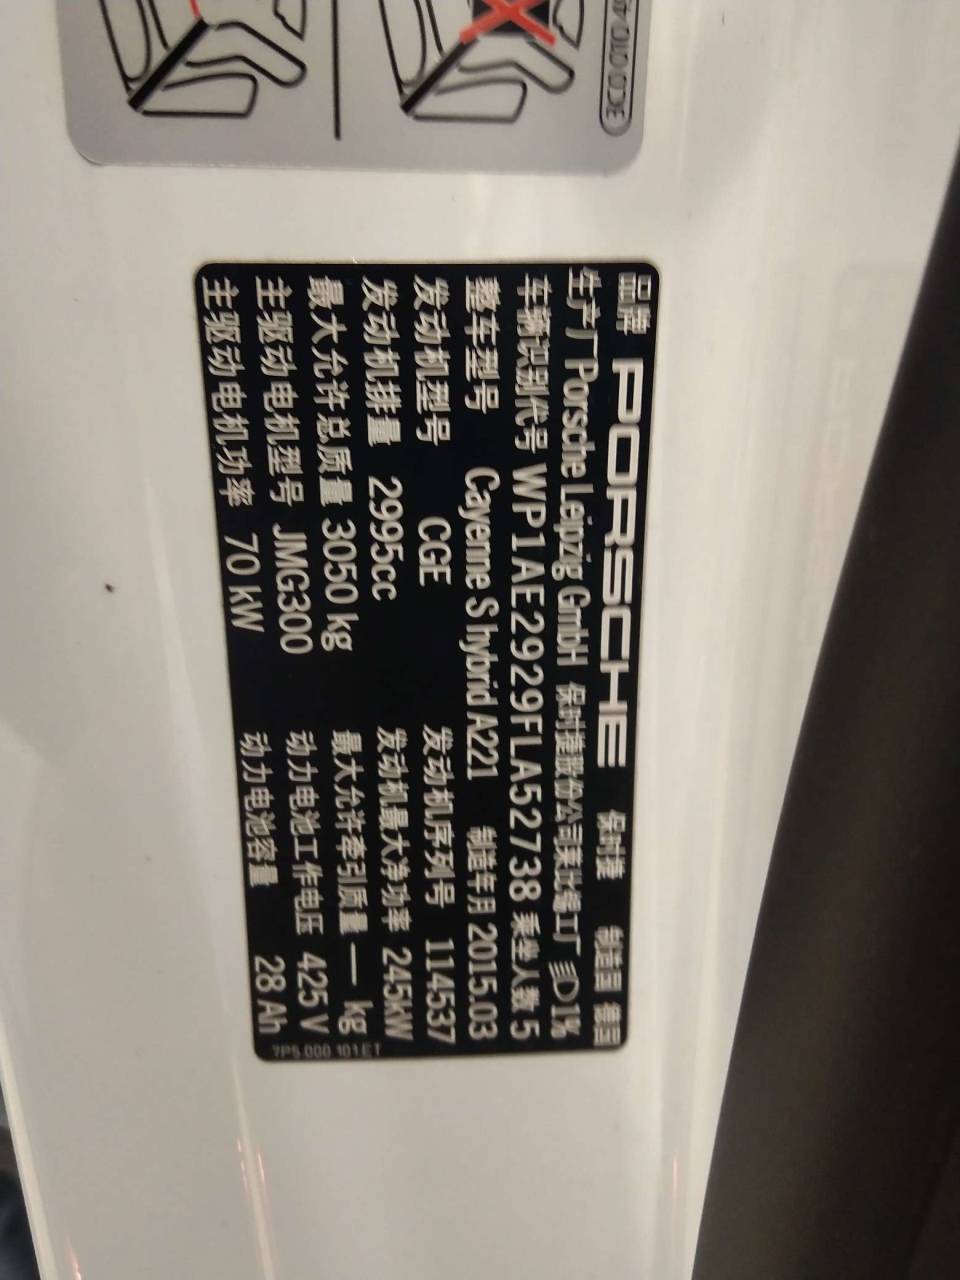 3C0 010 49
品牌 PORSCHE 保时捷 制造国 德国
生产厂 Porsche Leipzig GmbH 保时捷股份公司莱比锡工厂 1%
车辆识别代号 WP1AE2929FLA52738 乘坐人数 5
整车型号 Cayenne S hybrid A221 制造年月 2015.03
发动机型号 CGE 发动机序列号 114537
发动机排量 2995cc 发动机最大净功率 245kW
最大允许总质量 3050 kg 最大允许牵引质量 — kg
主驱动电机型号 JMG300 动力电池工作电压 425 V
主驱动电机功率 70 kW 动力电池容量 28 Ah
7P5.000.101.ET